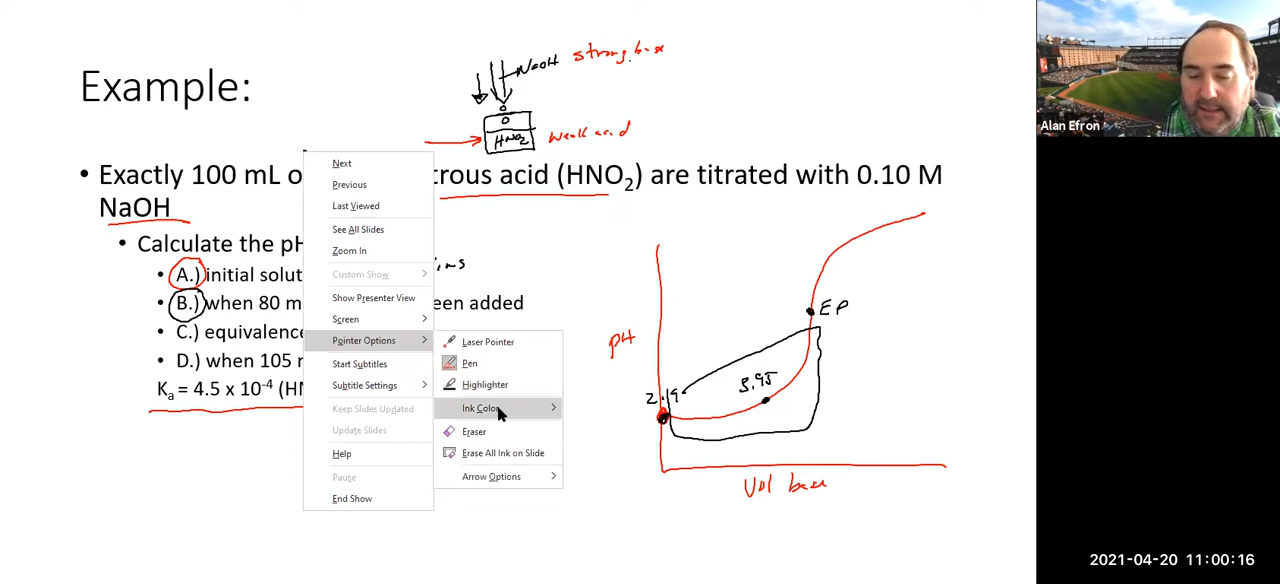 NaOH strong base
Example:
HNO2 weak acid
Exactly 100 mL o trous acid (HNO2) are titrated with 0.10 M
NaOH
Calculate the pH
A.) initial solut
B.) when 80 m een added
C.) equivalence
D.) when 105 m
Ka = 4.5 x 10-4 (HN
Next
Previous
Last Viewed
See All Slides
Zoom In
Custom Show
Show Presenter View
Screen
Pointer Options
Start Subtitles
Subtitle Settings
Keep Slides Updated
Update Slides
Help
Pause
End Show
Laser Pointer
Pen
Highlighter
Ink Color
Eraser
Erase All Ink on Slide
Arrow Options
EP
pH
2.19
3.95
Vol base
Alan Efron
2021-04-20 11:00:16